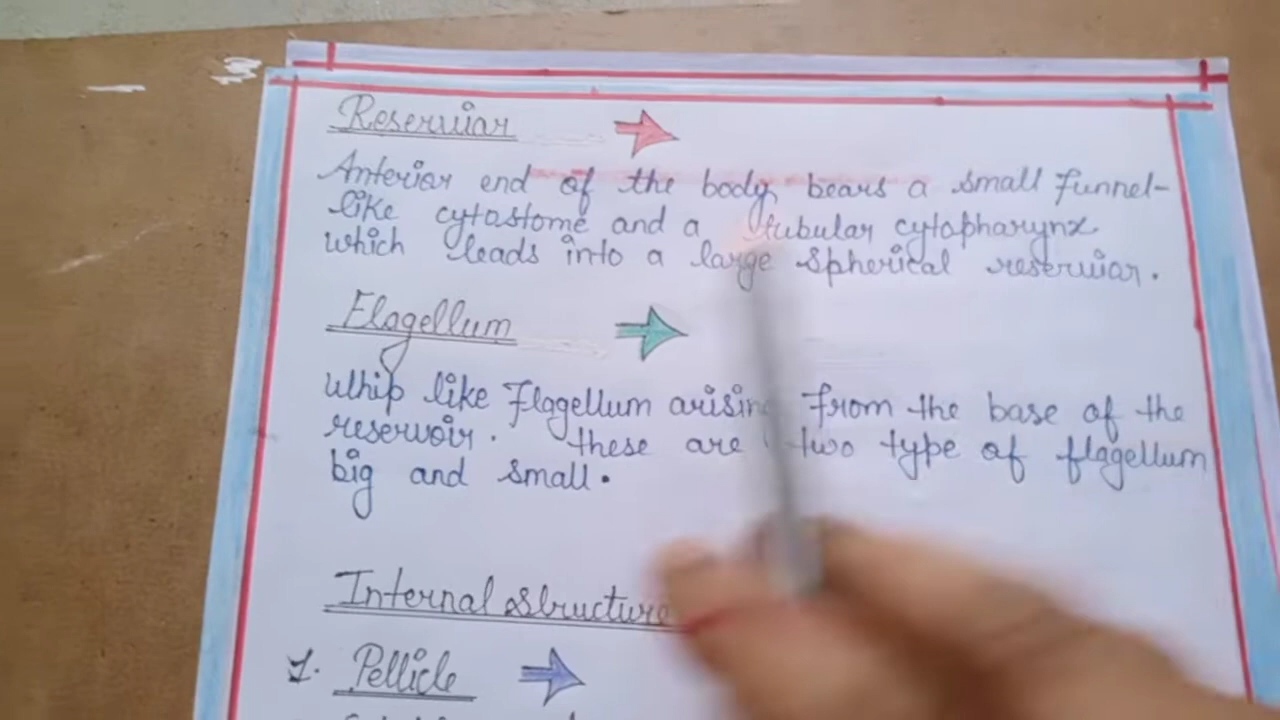 Reserviar
Anterior end of the body bears a small funnel-
like cytostome and a tubular cytopharynx
which leads into a large spherical reserviar.
Flagellum
Whip like Flagellum arising from the base of the
reservoir. these are two type of flagellum
big and small.
Internal Structure
1. Pellicle